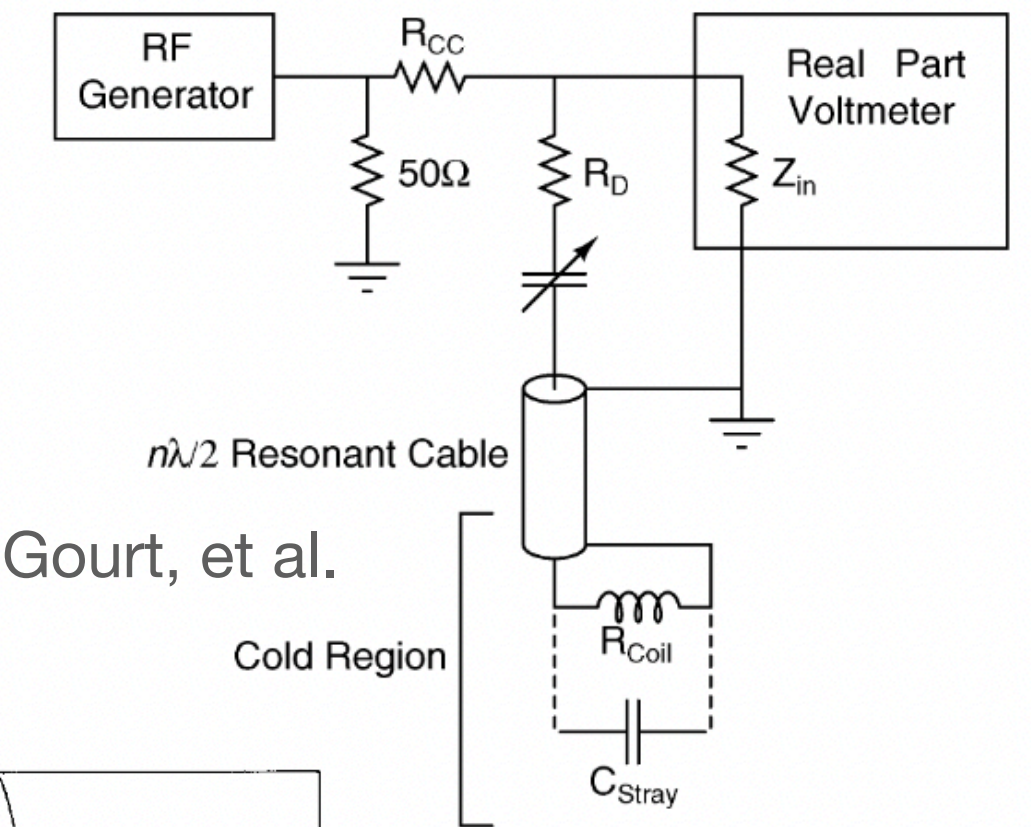 RF
Generator
R_CC
Real Part
Voltmeter
50Ω
R_D
Z_in
nλ/2 Resonant Cable
Gourt, et al.
Cold Region
R_Coil
C_Stray